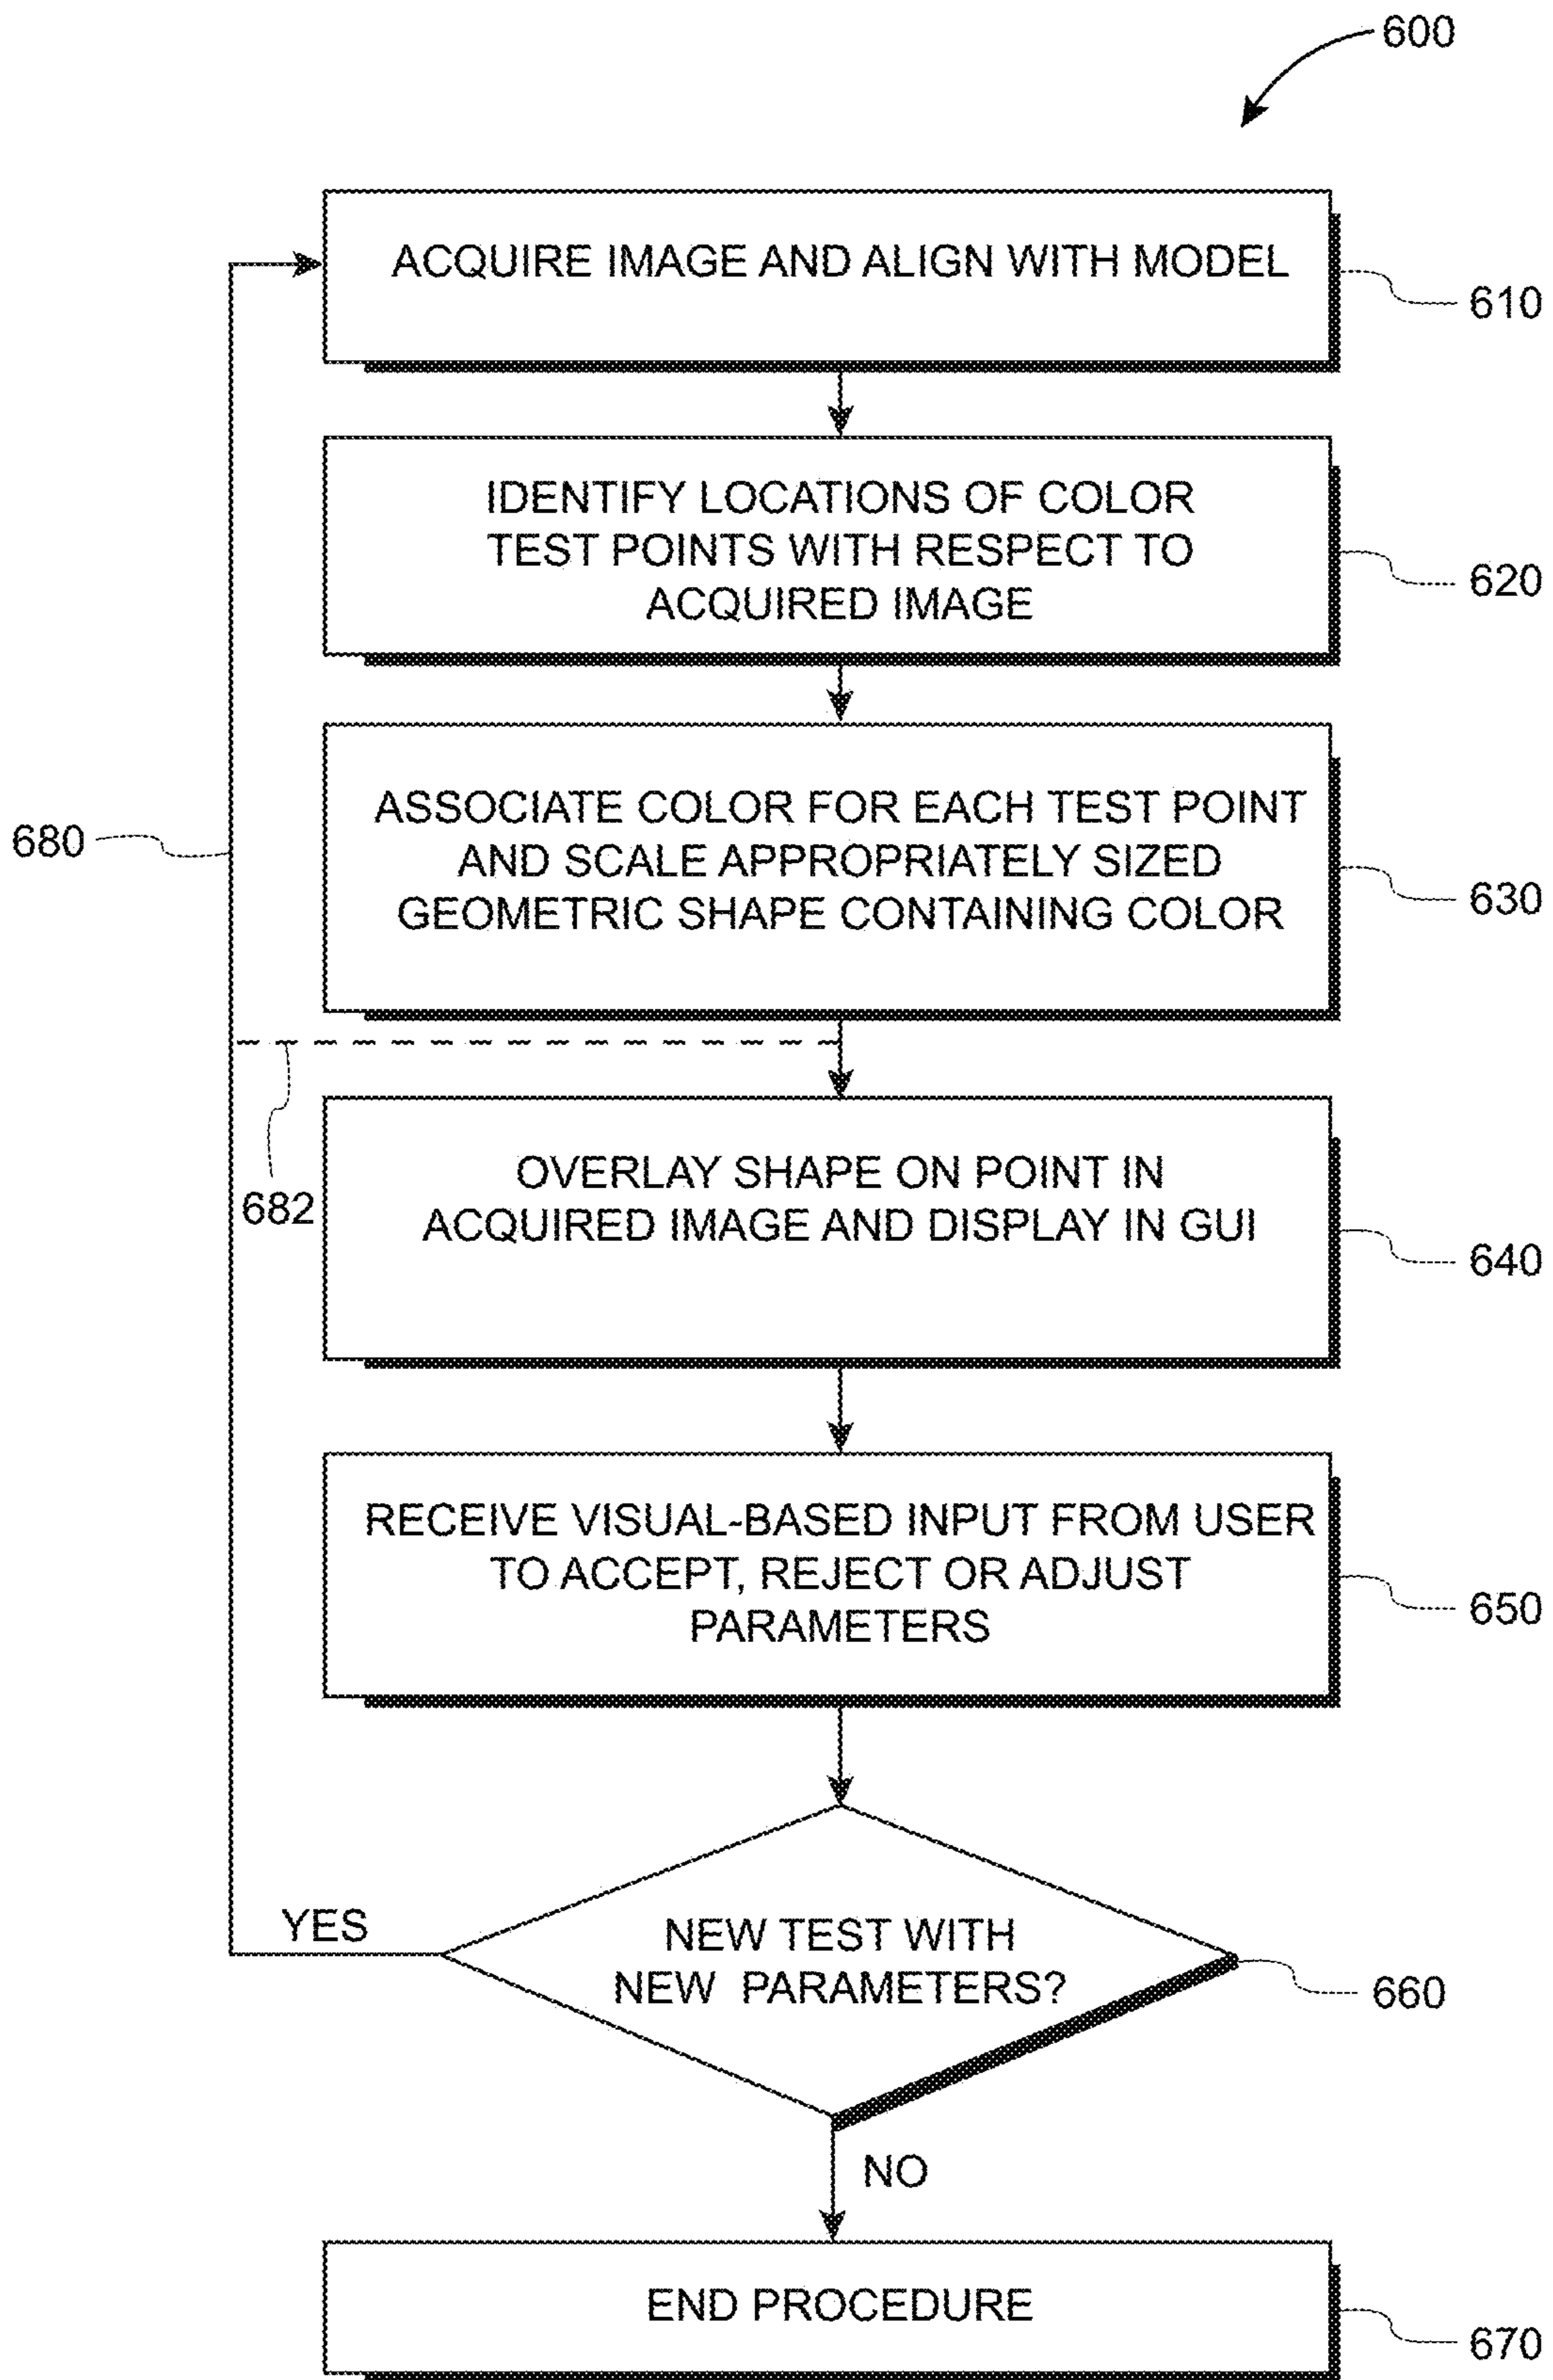 600
ACQUIRE IMAGE AND ALIGN WITH MODEL
610
IDENTIFY LOCATIONS OF COLOR
TEST POINTS WITH RESPECT TO
ACQUIRED IMAGE
620
ASSOCIATE COLOR FOR EACH TEST POINT
AND SCALE APPROPRIATELY SIZED
GEOMETRIC SHAPE CONTAINING COLOR
630
680
682
OVERLAY SHAPE ON POINT IN
ACQUIRED IMAGE AND DISPLAY IN GUI
640
RECEIVE VISUAL-BASED INPUT FROM USER
TO ACCEPT, REJECT OR ADJUST
PARAMETERS
650
YES
NEW TEST WITH
NEW PARAMETERS?
660
NO
END PROCEDURE
670